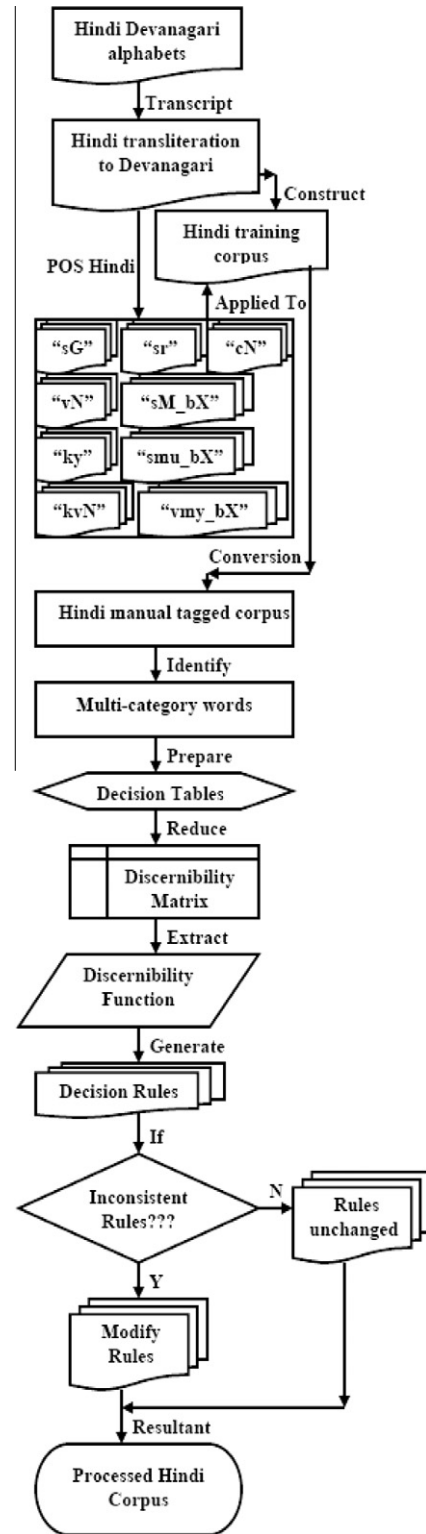 Hindi Devanagari
alphabets
Transcript
Hindi transliteration
to Devanagari
Construct
Hindi training
corpus
POS Hindi
Applied To
“sG” “sr” “cN”
“vN” “sM_bX”
“ky” “smu_bX”
“kvN” “vmy_bX”
Conversion
Hindi manual tagged corpus
Identify
Multi-category words
Prepare
Decision Tables
Reduce
Discernibility
Matrix
Extract
Discernibility
Function
Generate
Decision Rules
If
Inconsistent
Rules???
N
Rules
unchanged
Y
Modify
Rules
Resultant
Processed Hindi
Corpus